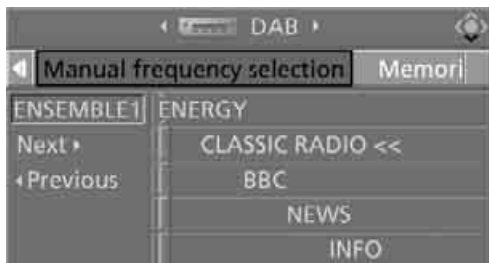 DAB
Manual frequency selection Memori
ENSEMBLE1 ENERGY
Next CLASSIC RADIO <<
Previous BBC
NEWS
INFO